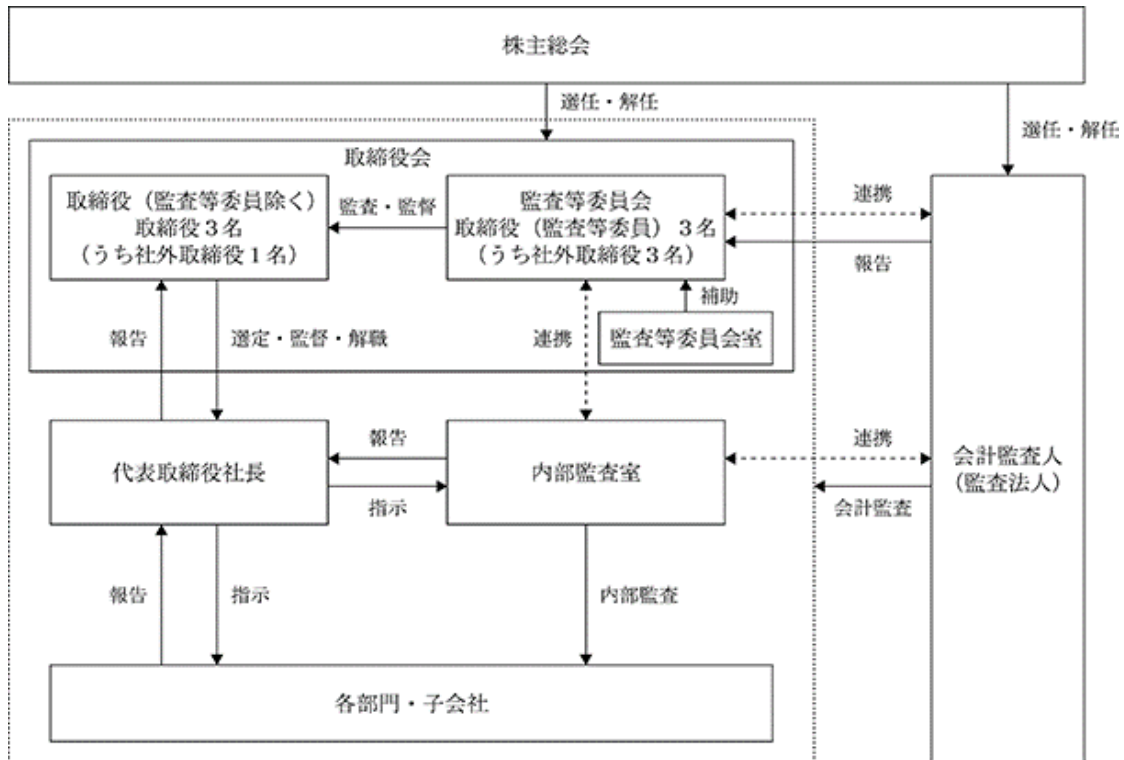 株主総会
選任・解任
選任・解任
取締役会
取締役（監査等委員除く）
取締役３名
（うち社外取締役１名）
監査・監督
監査等委員会
取締役（監査等委員）３名
（うち社外取締役３名）
連携
報告
補助
監査等委員会室
報告
選定・監督・解職
連携
代表取締役社長
報告
指示
内部監査室
連携
会計監査
会計監査人
（監査法人）
報告
指示
内部監査
各部門・子会社